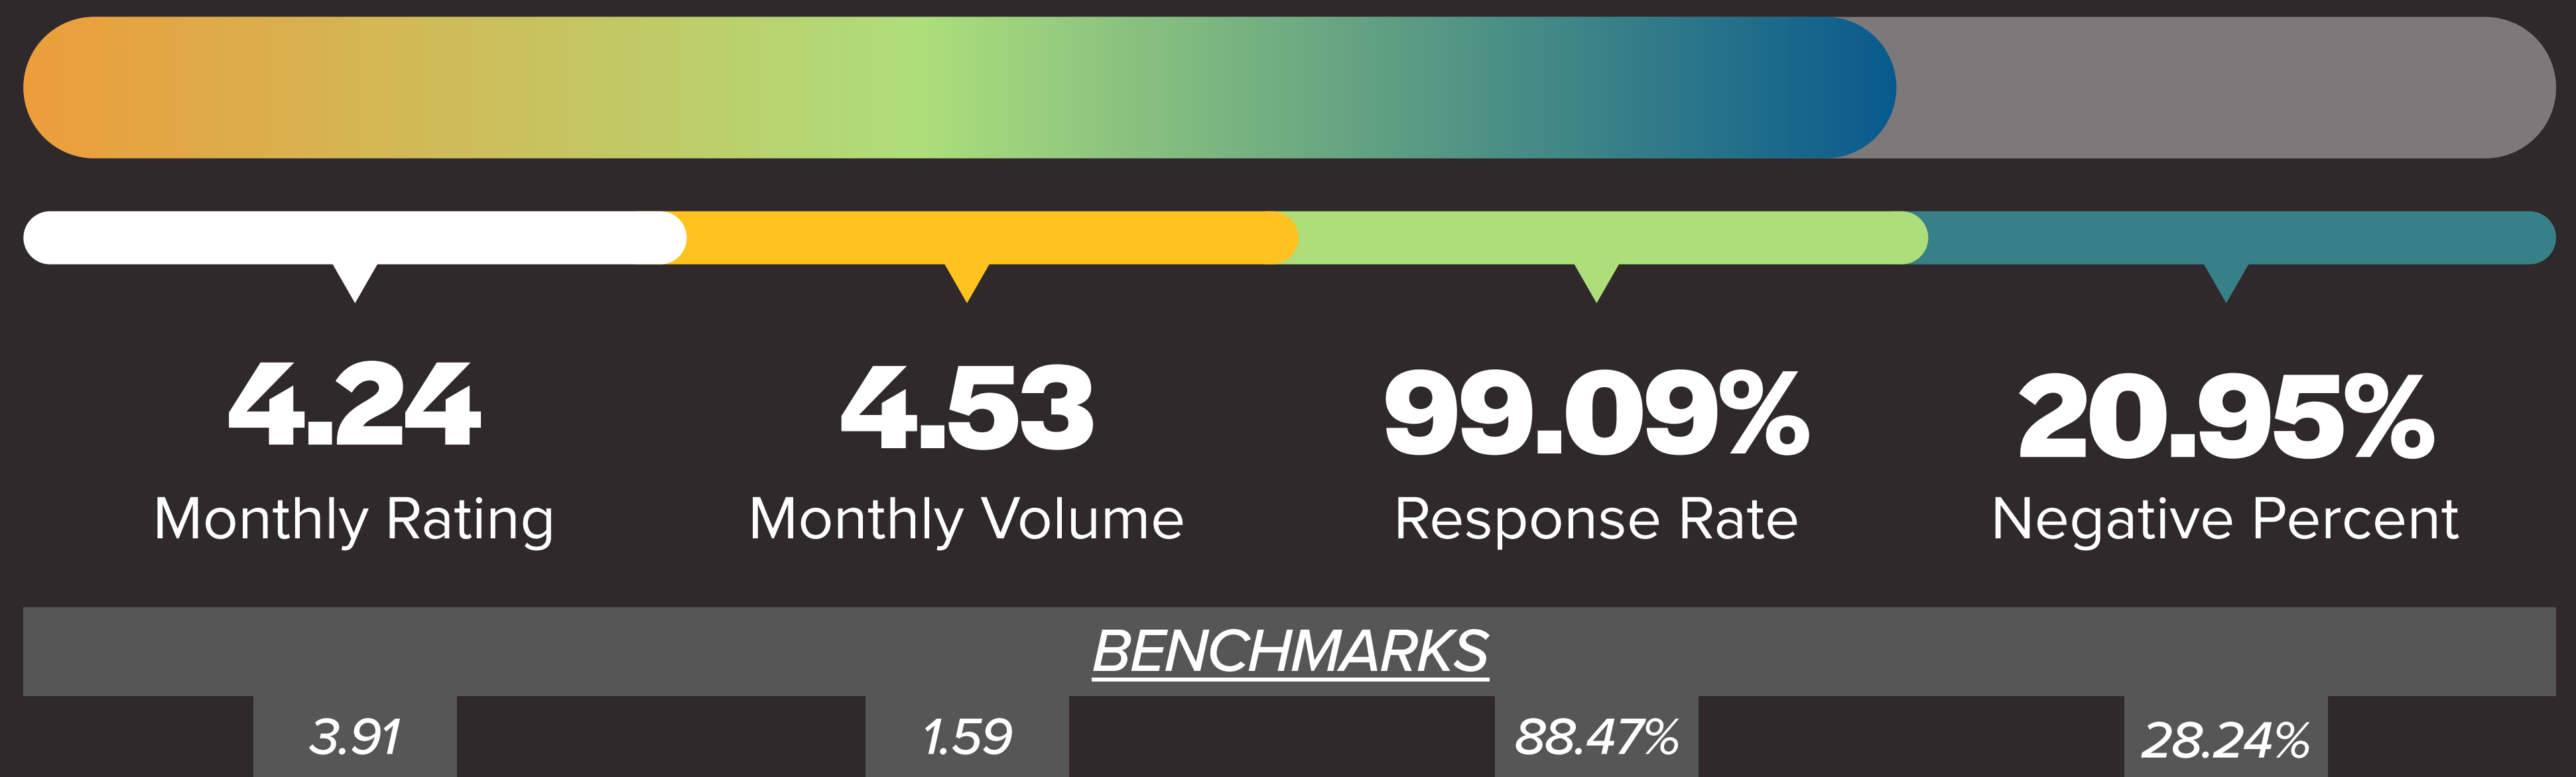 4.24
Monthly Rating
4.53
Monthly Volume
99.09%
Response Rate
20.95%
Negative Percent
BENCHMARKS
3.91
1.59
88.47%
28.24%